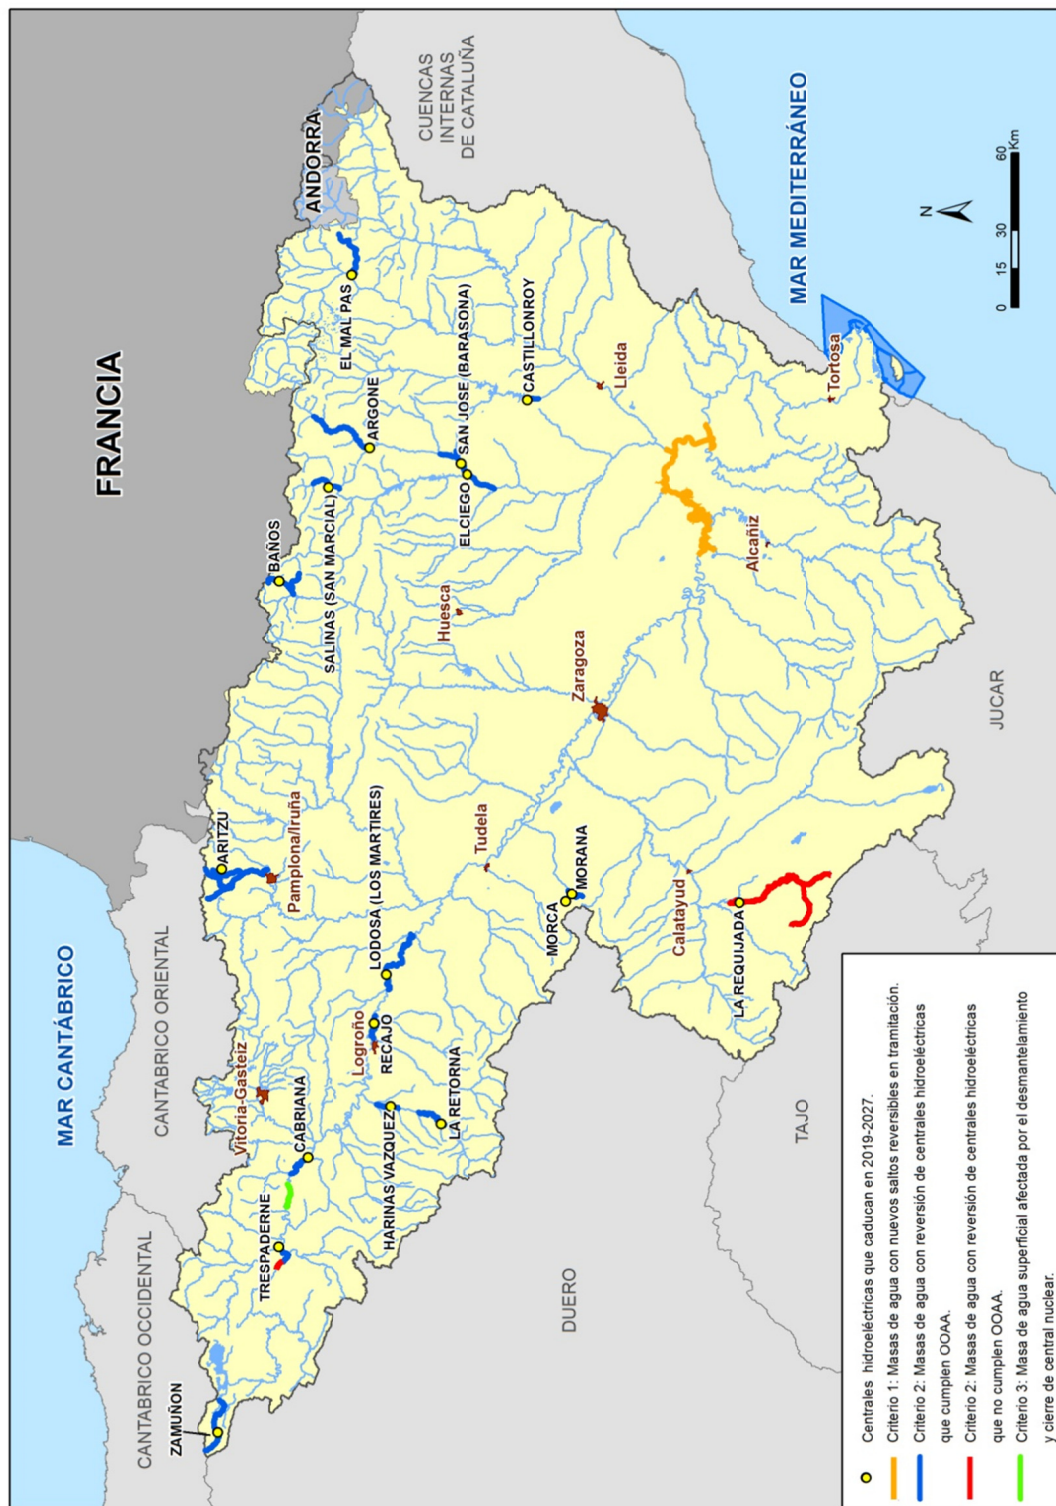 MAR CANTÁBRICO
FRANCIA
CANTABRICO OCCIDENTAL
CANTABRICO ORIENTAL
ANDORRA
CUENCAS
INTERNAS
DE CATALUÑA
ZAMUÑON
ARITZU
BAÑOS
Vitoria-Gasteiz
Pamplona/Iruña
TRESPADERNE
CABRIANA
SALINAS (SAN MARCIAL)
EL MAL PAS
ARGONE
Logroño
RECAJO
LODOSA (LOS MARTIRES)
HARINAS VAZQUEZ
LA RETORNA
Huesca
ELCIEGO
SAN JOSE (BARASONA)
CASTILLONROY
Tudela
Lleida
Zaragoza
MORCA
MORANA
DUERO
Calatayud
LA REQUIJADA
Alcañiz
Tortosa
MAR MEDITERRÁNEO
TAJO
JUCAR
N
0 15 30 60
Km
Centrales hidroeléctricas que caducan en 2019-2027.
Criterio 1: Masas de agua con nuevos saltos reversibles en tramitación.
Criterio 2: Masas de agua con reversión de centrales hidroeléctricas
que cumplen OOAA.
Criterio 2: Masas de agua con reversión de centrales hidroeléctricas
que no cumplen OOAA.
Criterio 3: Masa de agua superficial afectada por el desmantelamiento
y cierre de central nuclear.